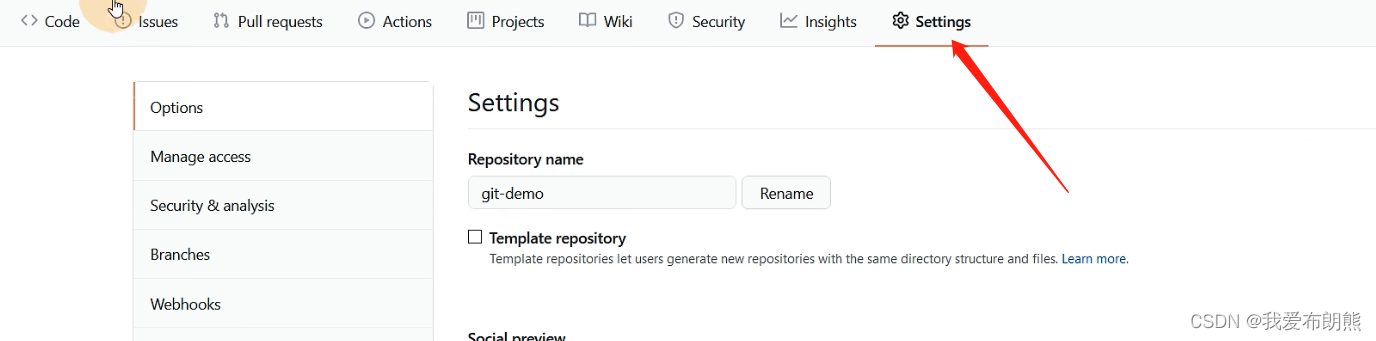 Code Issues Pull requests Actions Projects Wiki Security Insights Settings
Options
Manage access
Security & analysis
Branches
Webhooks
Settings
Repository name
git-demo Rename
Template repository
Template repositories let users generate new repositories with the same directory structure and files. Learn more.
Social preview
CSDN @我爱布朗熊